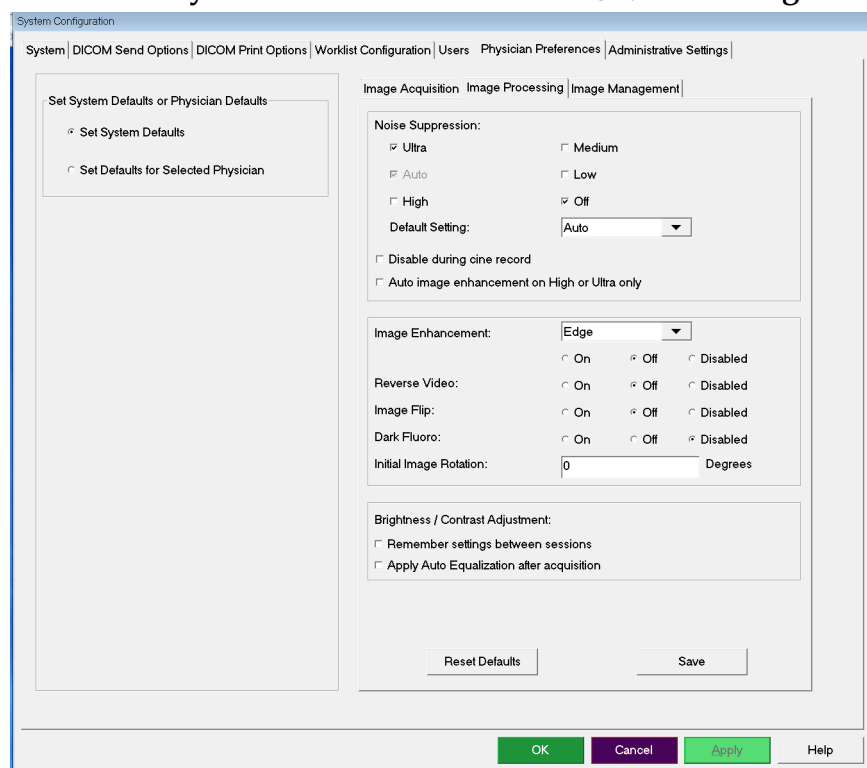 System Configuration
System DICOM Send Options DICOM Print Options Worklist Configuration Users Physician Preferences Administrative Settings
Set System Defaults or Physician Defaults
Set System Defaults
Set Defaults for Selected Physician
Image Acquisition Image Processing Image Management
Noise Suppression:
Ultra Medium
Auto Low
High Off
Default Setting: Auto
Disable during cine record
Auto image enhancement on High or Ultra only
Image Enhancement: Edge
On Off Disabled
Reverse Video: On Off Disabled
Image Flip: On Off Disabled
Dark Fluoro: On Off Disabled
Initial Image Rotation: 0 Degrees
Brightness / Contrast Adjustment:
Remember settings between sessions
Apply Auto Equalization after acquisition
Reset Defaults Save
OK Cancel Apply Help